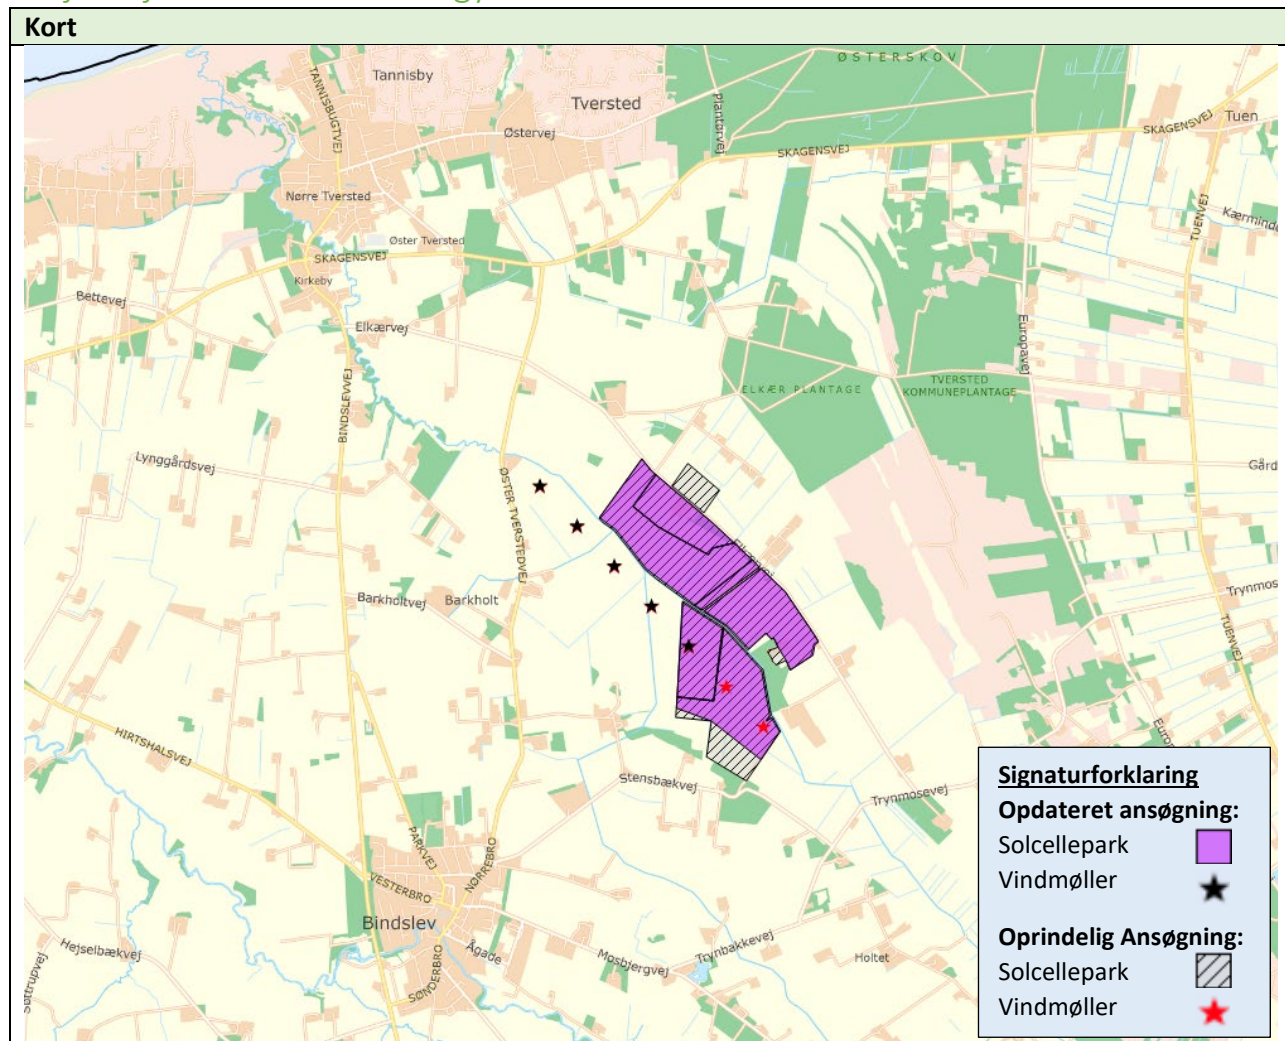 Kort
ØSTERSKOV
Tannisby
TANNISBUGTVEJ
Tversted
Plantørvej
Østervej
SKAGENSVEJ
Tuen
SKAGENSVEJ
Nørre Tversted
TUENVEJ
Øster Tversted
SKAGENSVEJ
Kirkeby
Bettevej
Elkærvej
Europavej
BINDSLEVVEJ
ELKÆR PLANTAGE
TVERSTED
KOMMUNEPLANTAGE
Lynggårdsvej
Gård
ØSTER TVERSTEDVEJ
Barkholtvej
Barkholt
Trynmos
TUENVEJ
HIRTSHALSVEJ
Stensbækvej
Trynmosevej
PARKVEJ
NØRREBRO
VESTERBRO
Bindslev
Hejselbækvej
Ågade
Mosbjergvej
Trynbakkevej
Holtet
SØNDERBRO
Signaturforklaring
Opdateret ansøgning:
Solcellepark
Vindmøller
Oprindelig Ansøgning:
Solcellepark
Vindmøller